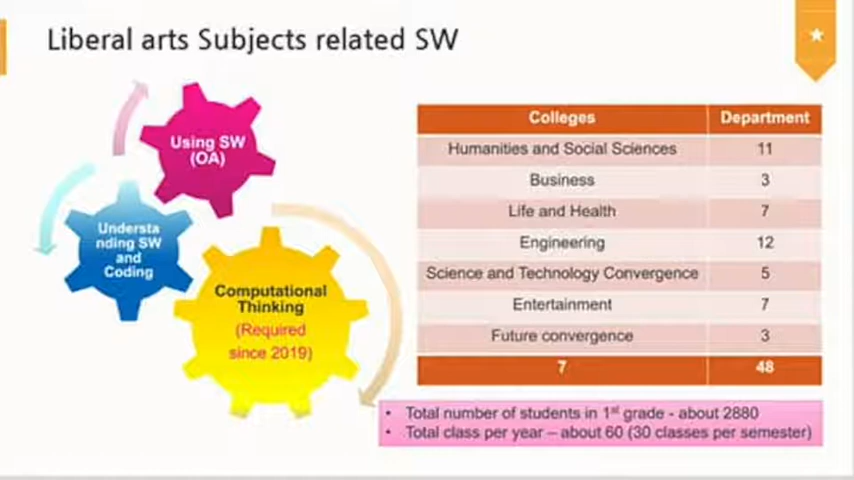 Liberal arts Subjects related SW
Using SW
(OA)
Understa
nding SW
and
Coding
Computational
Thinking
(Required
since 2019)
Colleges Department
Humanities and Social Sciences 11
Business 3
Life and Health 7
Engineering 12
Science and Technology Convergence 5
Entertainment 7
Future convergence 3
7 48
• Total number of students in 1st grade - about 2880
• Total class per year – about 60 (30 classes per semester)